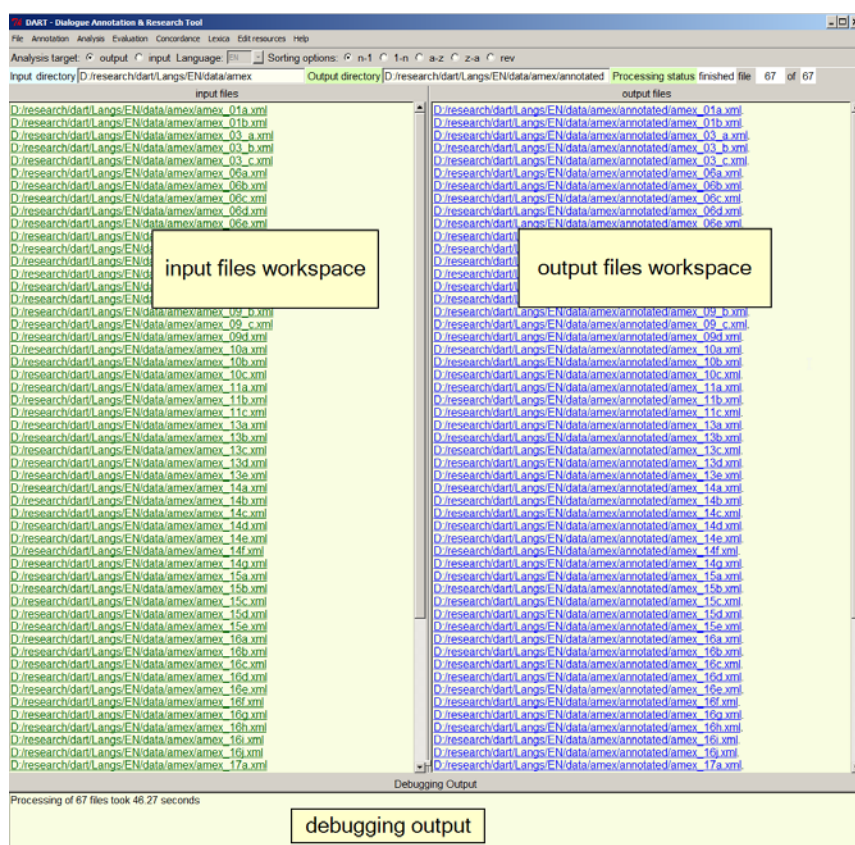 DART - Dialogue Annotation & Research Tool
File Annotation Analysis Evaluation Concordance Lexica Edit resources Help
Analysis target: output input Language: EN Sorting options: n-1 1-n a-z z-a rev
Input directory D:/research/dart/Langs/EN/data/amex Output directory D:/research/dart/Langs/EN/data/amex/annotated Processing status finished file 67 of 67
input files
D:/research/dart/Langs/EN/data/amex/amex_01a.xml
D:/research/dart/Langs/EN/data/amex/amex_01b.xml
D:/research/dart/Langs/EN/data/amex/amex_03_a.xml
D:/research/dart/Langs/EN/data/amex/amex_03_b.xml
D:/research/dart/Langs/EN/data/amex/amex_03_c.xml
D:/research/dart/Langs/EN/data/amex/amex_06a.xml
D:/research/dart/Langs/EN/data/amex/amex_06b.xml
D:/research/dart/Langs/EN/data/amex/amex_06c.xml
D:/research/dart/Langs/EN/data/amex/amex_06d.xml
D:/research/dart/Langs/EN/data/amex/amex_06e.xml
D:/research/dart/Langs/EN/da
D:/research/dart/Langs/EN/da
D:/research/dart/Langs/EN/da
D:/research/dart/Langs/EN/da
D:/research/dart/Langs/EN/da
D:/research/dart/Langs/EN/da
input files workspace
D:/research/dart/Langs/EN/data/amex/amex_09_b.xml
D:/research/dart/Langs/EN/data/amex/amex_09_c.xml
D:/research/dart/Langs/EN/data/amex/amex_09d.xml
D:/research/dart/Langs/EN/data/amex/amex_10a.xml
D:/research/dart/Langs/EN/data/amex/amex_10b.xml
D:/research/dart/Langs/EN/data/amex/amex_10c.xml
D:/research/dart/Langs/EN/data/amex/amex_11a.xml
D:/research/dart/Langs/EN/data/amex/amex_11b.xml
D:/research/dart/Langs/EN/data/amex/amex_11c.xml
D:/research/dart/Langs/EN/data/amex/amex_13a.xml
D:/research/dart/Langs/EN/data/amex/amex_13b.xml
D:/research/dart/Langs/EN/data/amex/amex_13c.xml
D:/research/dart/Langs/EN/data/amex/amex_13d.xml
D:/research/dart/Langs/EN/data/amex/amex_13e.xml
D:/research/dart/Langs/EN/data/amex/amex_14a.xml
D:/research/dart/Langs/EN/data/amex/amex_14b.xml
D:/research/dart/Langs/EN/data/amex/amex_14c.xml
D:/research/dart/Langs/EN/data/amex/amex_14d.xml
D:/research/dart/Langs/EN/data/amex/amex_14e.xml
D:/research/dart/Langs/EN/data/amex/amex_14f.xml
D:/research/dart/Langs/EN/data/amex/amex_14g.xml
D:/research/dart/Langs/EN/data/amex/amex_15a.xml
D:/research/dart/Langs/EN/data/amex/amex_15b.xml
D:/research/dart/Langs/EN/data/amex/amex_15c.xml
D:/research/dart/Langs/EN/data/amex/amex_15d.xml
D:/research/dart/Langs/EN/data/amex/amex_15e.xml
D:/research/dart/Langs/EN/data/amex/amex_16a.xml
D:/research/dart/Langs/EN/data/amex/amex_16b.xml
D:/research/dart/Langs/EN/data/amex/amex_16c.xml
D:/research/dart/Langs/EN/data/amex/amex_16d.xml
D:/research/dart/Langs/EN/data/amex/amex_16e.xml
D:/research/dart/Langs/EN/data/amex/amex_16f.xml
D:/research/dart/Langs/EN/data/amex/amex_16g.xml
D:/research/dart/Langs/EN/data/amex/amex_16h.xml
D:/research/dart/Langs/EN/data/amex/amex_16i.xml
D:/research/dart/Langs/EN/data/amex/amex_16j.xml
D:/research/dart/Langs/EN/data/amex/amex_17a.xml
output files
D:/research/dart/Langs/EN/data/amex/annotated/amex_01a.xml.
D:/research/dart/Langs/EN/data/amex/annotated/amex_01b.xml.
D:/research/dart/Langs/EN/data/amex/annotated/amex_03_a.xml.
D:/research/dart/Langs/EN/data/amex/annotated/amex_03_b.xml.
D:/research/dart/Langs/EN/data/amex/annotated/amex_03_c.xml.
D:/research/dart/Langs/EN/data/amex/annotated/amex_06a.xml.
D:/research/dart/Langs/EN/data/amex/annotated/amex_06b.xml.
D:/research/dart/Langs/EN/data/amex/annotated/amex_06c.xml.
D:/research/dart/Langs/EN/data/amex/annotated/amex_06d.xml.
D:/research/dart/Langs/EN/data/amex/annotated/amex_06e.xml.
D:/research/dart/L
D:/research/dart/L
D:/research/dart/L
D:/research/dart/L
D:/research/dart/L
D:/research/dart/L
output files workspace
D:/research/dart/Langs/EN/data/amex/annotated/amex_09_b.xml.
D:/research/dart/Langs/EN/data/amex/annotated/amex_09_c.xml.
D:/research/dart/Langs/EN/data/amex/annotated/amex_09d.xml.
D:/research/dart/Langs/EN/data/amex/annotated/amex_10a.xml.
D:/research/dart/Langs/EN/data/amex/annotated/amex_10b.xml.
D:/research/dart/Langs/EN/data/amex/annotated/amex_10c.xml.
D:/research/dart/Langs/EN/data/amex/annotated/amex_11a.xml.
D:/research/dart/Langs/EN/data/amex/annotated/amex_11b.xml.
D:/research/dart/Langs/EN/data/amex/annotated/amex_11c.xml.
D:/research/dart/Langs/EN/data/amex/annotated/amex_13a.xml.
D:/research/dart/Langs/EN/data/amex/annotated/amex_13b.xml.
D:/research/dart/Langs/EN/data/amex/annotated/amex_13c.xml.
D:/research/dart/Langs/EN/data/amex/annotated/amex_13d.xml.
D:/research/dart/Langs/EN/data/amex/annotated/amex_13e.xml.
D:/research/dart/Langs/EN/data/amex/annotated/amex_14a.xml.
D:/research/dart/Langs/EN/data/amex/annotated/amex_14b.xml.
D:/research/dart/Langs/EN/data/amex/annotated/amex_14c.xml.
D:/research/dart/Langs/EN/data/amex/annotated/amex_14d.xml.
D:/research/dart/Langs/EN/data/amex/annotated/amex_14e.xml.
D:/research/dart/Langs/EN/data/amex/annotated/amex_14f.xml.
D:/research/dart/Langs/EN/data/amex/annotated/amex_14g.xml.
D:/research/dart/Langs/EN/data/amex/annotated/amex_15a.xml.
D:/research/dart/Langs/EN/data/amex/annotated/amex_15b.xml.
D:/research/dart/Langs/EN/data/amex/annotated/amex_15c.xml.
D:/research/dart/Langs/EN/data/amex/annotated/amex_15d.xml.
D:/research/dart/Langs/EN/data/amex/annotated/amex_15e.xml.
D:/research/dart/Langs/EN/data/amex/annotated/amex_16a.xml.
D:/research/dart/Langs/EN/data/amex/annotated/amex_16b.xml.
D:/research/dart/Langs/EN/data/amex/annotated/amex_16c.xml.
D:/research/dart/Langs/EN/data/amex/annotated/amex_16d.xml.
D:/research/dart/Langs/EN/data/amex/annotated/amex_16e.xml.
D:/research/dart/Langs/EN/data/amex/annotated/amex_16f.xml.
D:/research/dart/Langs/EN/data/amex/annotated/amex_16g.xml.
D:/research/dart/Langs/EN/data/amex/annotated/amex_16h.xml.
D:/research/dart/Langs/EN/data/amex/annotated/amex_16i.xml.
D:/research/dart/Langs/EN/data/amex/annotated/amex_16j.xml.
D:/research/dart/Langs/EN/data/amex/annotated/amex_17a.xml.
Debugging Output
Processing of 67 files took 46.27 seconds
debugging output